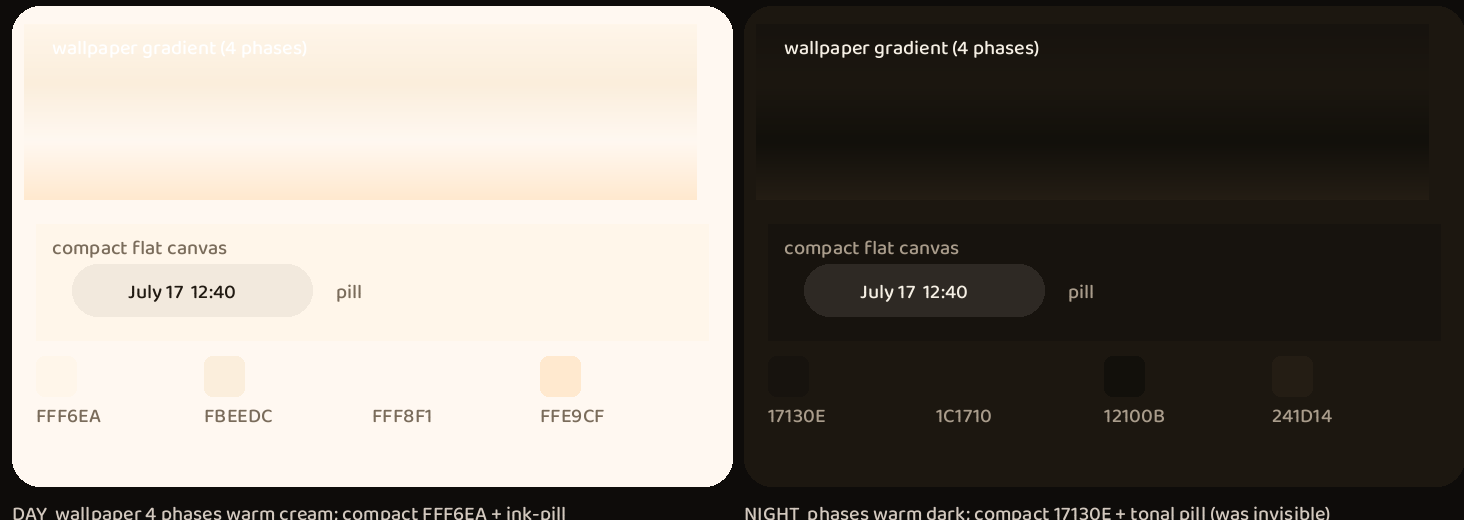 wallpaper gradient (4 phases)
compact flat canvas
July 17 12:40 pill
FFF6EA FBEEDC FFF8F1 FFE9CF
DAY wallpaper 4 phases warm cream; compact FFF6EA + ink-pill
wallpaper gradient (4 phases)
compact flat canvas
July 17 12:40 pill
17130E 1C1710 12100B 241D14
NIGHT phases warm dark; compact 17130E + tonal pill (was invisible)